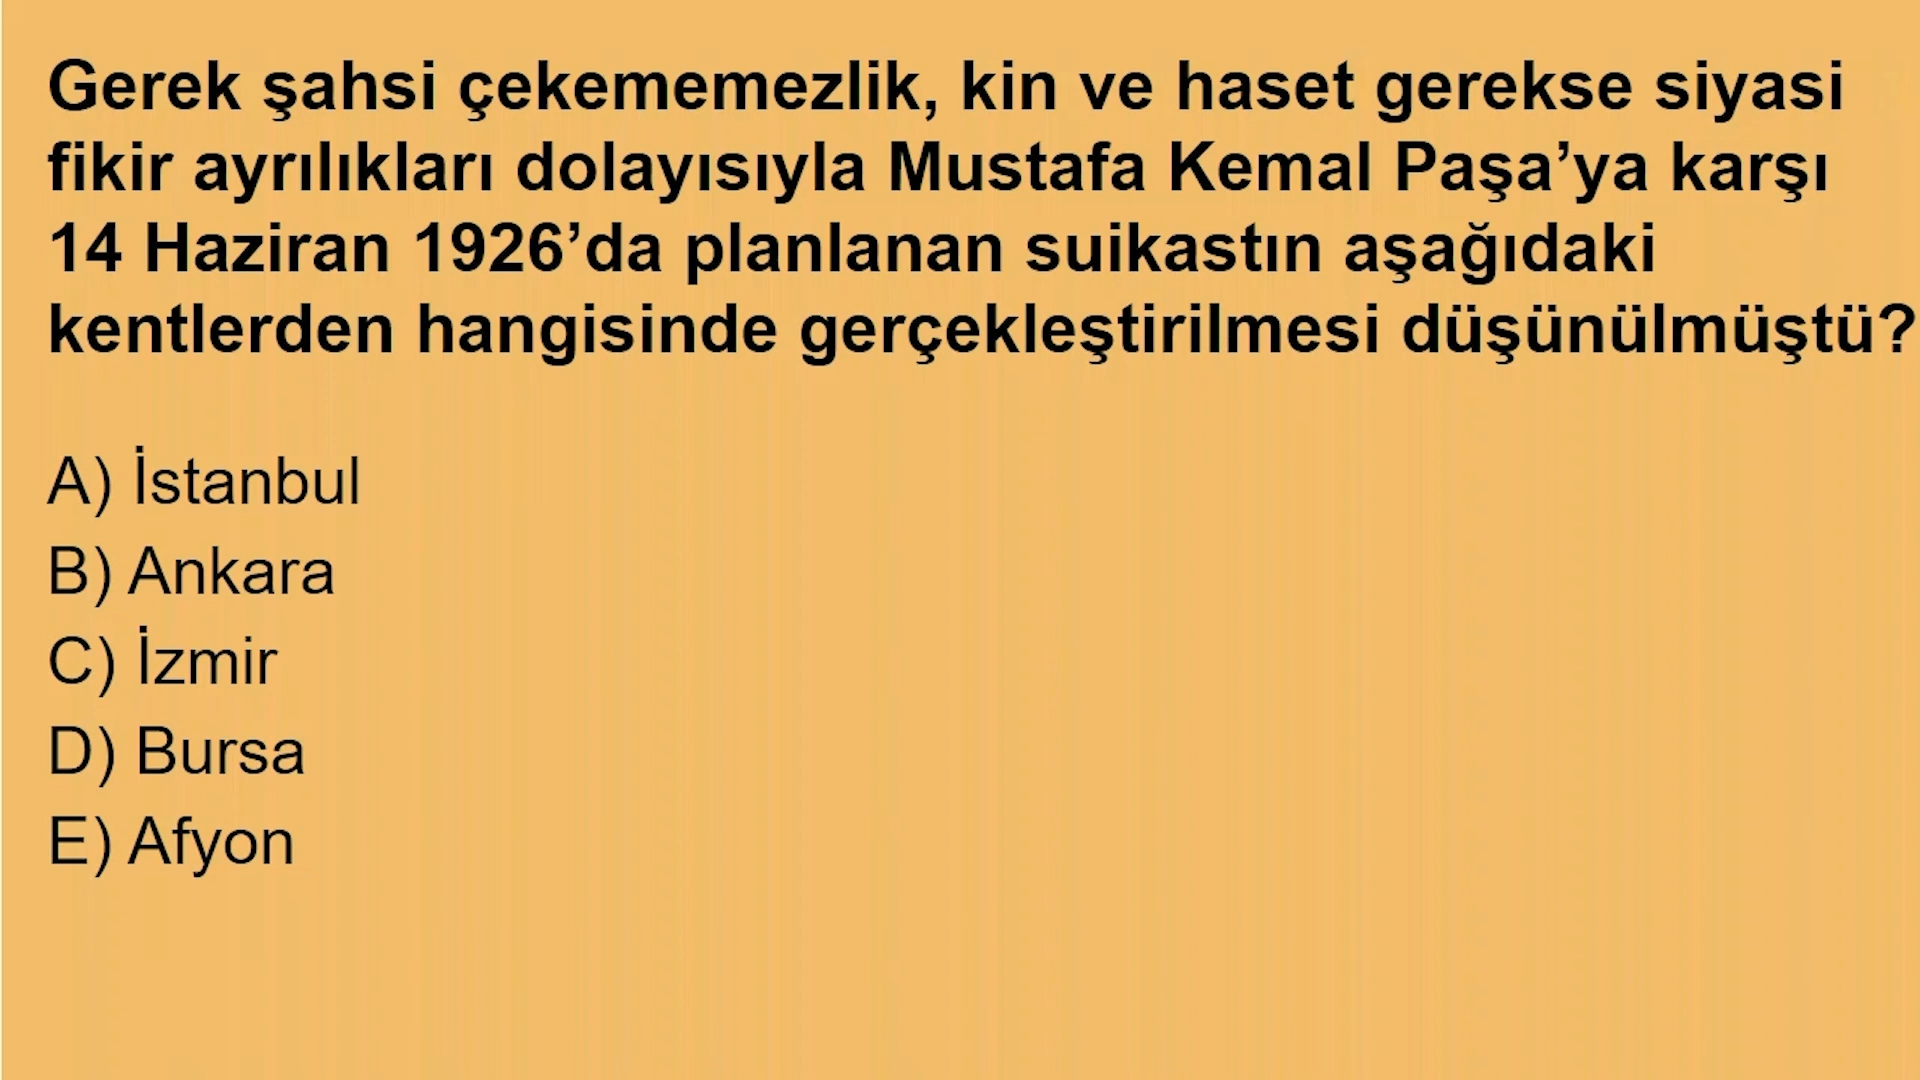 Gerek şahsi çekememezlik, kin ve haset gerekse siyasi
fikir ayrılıkları dolayısıyla Mustafa Kemal Paşa’ya karşı
14 Haziran 1926’da planlanan suikastın aşağıdaki
kentlerden hangisinde gerçekleştirilmesi düşünülmüştü?
A) İstanbul
B) Ankara
C) İzmir
D) Bursa
E) Afyon